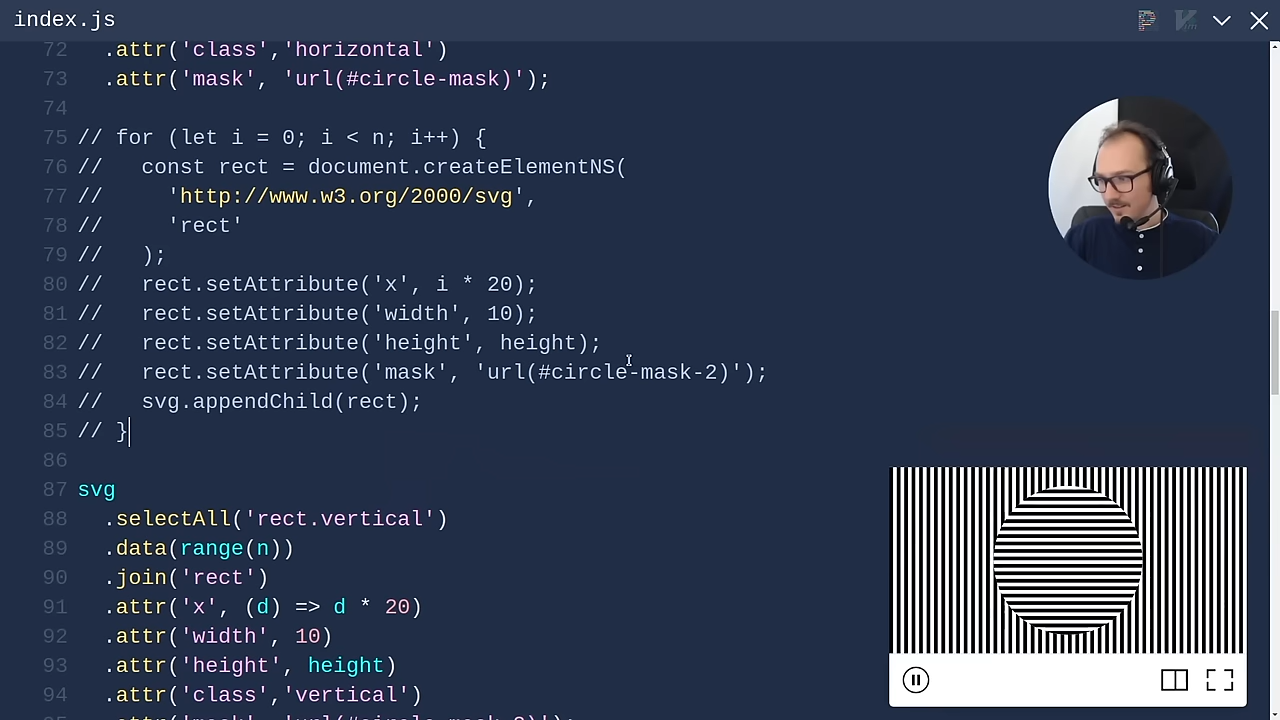 index.js
72 .attr('class','horizontal')
73 .attr('mask', 'url(#circle-mask)');
74
75 // for (let i = 0; i < n; i++) {
76 //   const rect = document.createElementNS(
77 //     'http://www.w3.org/2000/svg',
78 //     'rect'
79 //   );
80 //   rect.setAttribute('x', i * 20);
81 //   rect.setAttribute('width', 10);
82 //   rect.setAttribute('height', height);
83 //   rect.setAttribute('mask', 'url(#circle-mask-2)');
84 //   svg.appendChild(rect);
85 // }
86
87 svg
88   .selectAll('rect.vertical')
89   .data(range(n))
90   .join('rect')
91   .attr('x', (d) => d * 20)
92   .attr('width', 10)
93   .attr('height', height)
94   .attr('class','vertical')